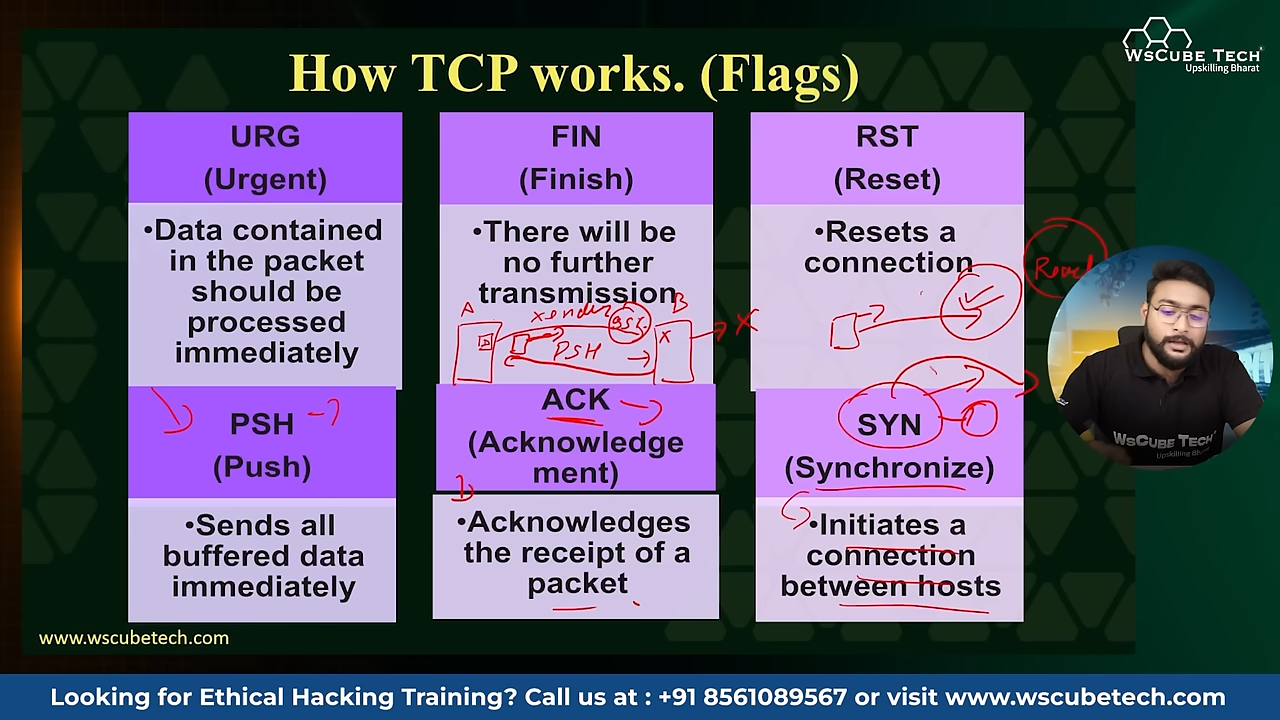 WsCube Tech
Upskilling Bharat
How TCP works. (Flags)
URG
(Urgent)
•Data contained
in the packet
should be
processed
immediately
FIN
(Finish)
•There will be
no further
transmission
A
B
PSH
x
X
RST
(Reset)
•Resets a
connection
PSH
(Push)
•Sends all
buffered data
immediately
ACK
(Acknowledge
ment)
•Acknowledges
the receipt of a
packet
SYN
(Synchronize)
•Initiates a
connection
between hosts
WsCube Tech
Upskilling Bharat
www.wscubetech.com
Looking for Ethical Hacking Training? Call us at : +91 8561089567 or visit www.wscubetech.com